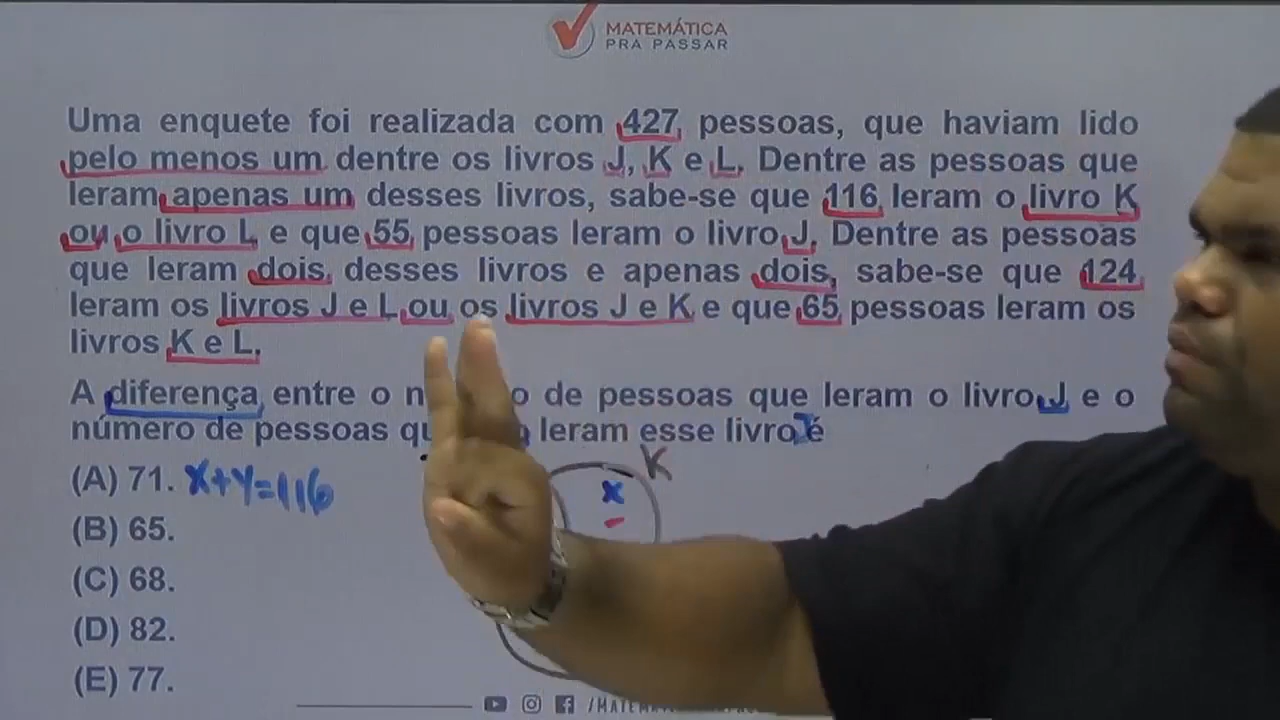 MATEMÁTICA
PRA PASSAR
Uma enquete foi realizada com 427 pessoas, que haviam lido
pelo menos um dentre os livros J, K e L. Dentre as pessoas que
leram apenas um desses livros, sabe-se que 116 leram o livro K
ou o livro L e que 55 pessoas leram o livro J. Dentre as pessoas
que leram dois desses livros e apenas dois, sabe-se que 124
leram os livros J e L ou os livros J e K e que 65 pessoas leram os
livros K e L.
A diferença entre o de pessoas que leram o livro J e o
número de pessoas leram esse livro J é
K
(A) 71. X+Y=116
X
(B) 65.
(C) 68.
(D) 82.
(E) 77.